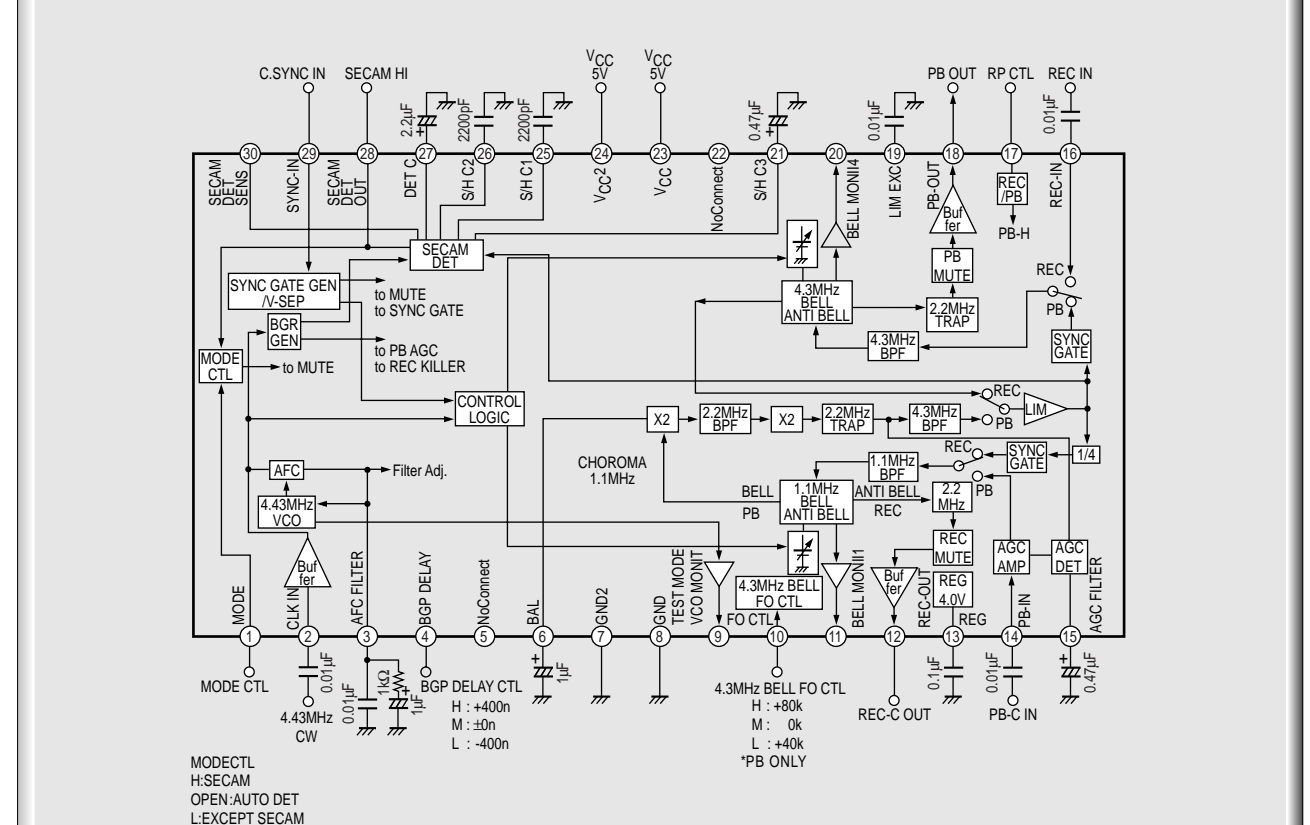 C.SYNC IN
SECAM HI
VCC
5V
VCC
5V
PB OUT
RP CTL
REC IN
2.2µF
2200pF
2200pF
0.47µF
0.01µF
0.01µF
+
+
30
29
28
27
26
25
24
23
22
21
20
19
18
17
16
SECAM
DET
SENS
SYNC-IN
SECAM
DET
OUT
DET C
S/H C2
S/H C1
VCC2
VCC
NoConnect
S/H C3
BELL MONII4
LIM EXC
PB-OUT
REC
/PB
REC-IN
Buf
fer
PB-H
SECAM
DET
PB
MUTE
REC
PB
SYNC GATE GEN
/V-SEP
to MUTE
to SYNC GATE
4.3MHz
BELL
ANTI BELL
2.2MHz
TRAP
BGR
GEN
4.3MHz
BPF
SYNC
GATE
to PB AGC
to REC KILLER
MODE
CTL
to MUTE
CONTROL
LOGIC
REC
PB
LIM
X2
2.2MHz
BPF
X2
2.2MHz
TRAP
4.3MHz
BPF
CHOROMA
1.1MHz
1.1MHz
BPF
REC
PB
SYNC
GATE
1/4
AFC
Filter Adj.
4.43MHz
VCO
BELL
PB
1.1MHz
BELL
ANTI BELL
ANTI BELL
REC
2.2
MHz
REC
MUTE
AGC
AMP
AGC
DET
Buf
fer
4.3MHz BELL
FO CTL
Buf
fer
REG
4.0V
MODE
CLK IN
AFC FILTER
BGP DELAY
NoConnect
BAL
GND2
GND
TEST MODE
VCO MONIT
FO CTL
BELL MONII1
REC-OUT
REG
PB-IN
AGC FILTER
1
2
3
4
5
6
7
8
9
10
11
12
13
14
15
MODE CTL
0.01µF
4.43MHz
CW
0.01µF
1kΩ
+
1µF
BGP DELAY CTL
H : +400n
M : ±0n
L : -400n
+
1µF
4.3MHz BELL FO CTL
H : +80k
M : 0k
L : +40k
*PB ONLY
REC-C OUT
0.1µF
0.01µF
PB-C IN
+
0.47µF
MODECTL
H:SECAM
OPEN:AUTO DET
L:EXCEPT SECAM